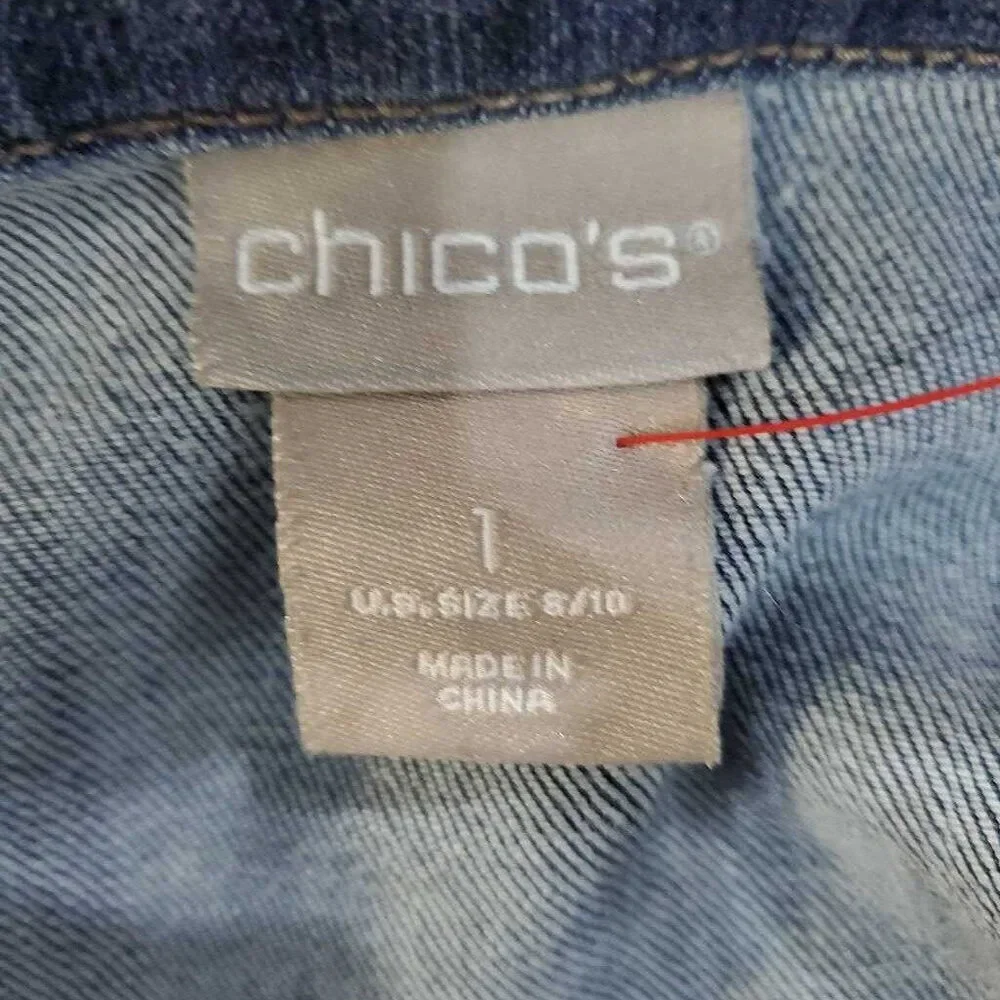 chico's®
1
U.S. SIZE 8/10
MADE IN
CHINA